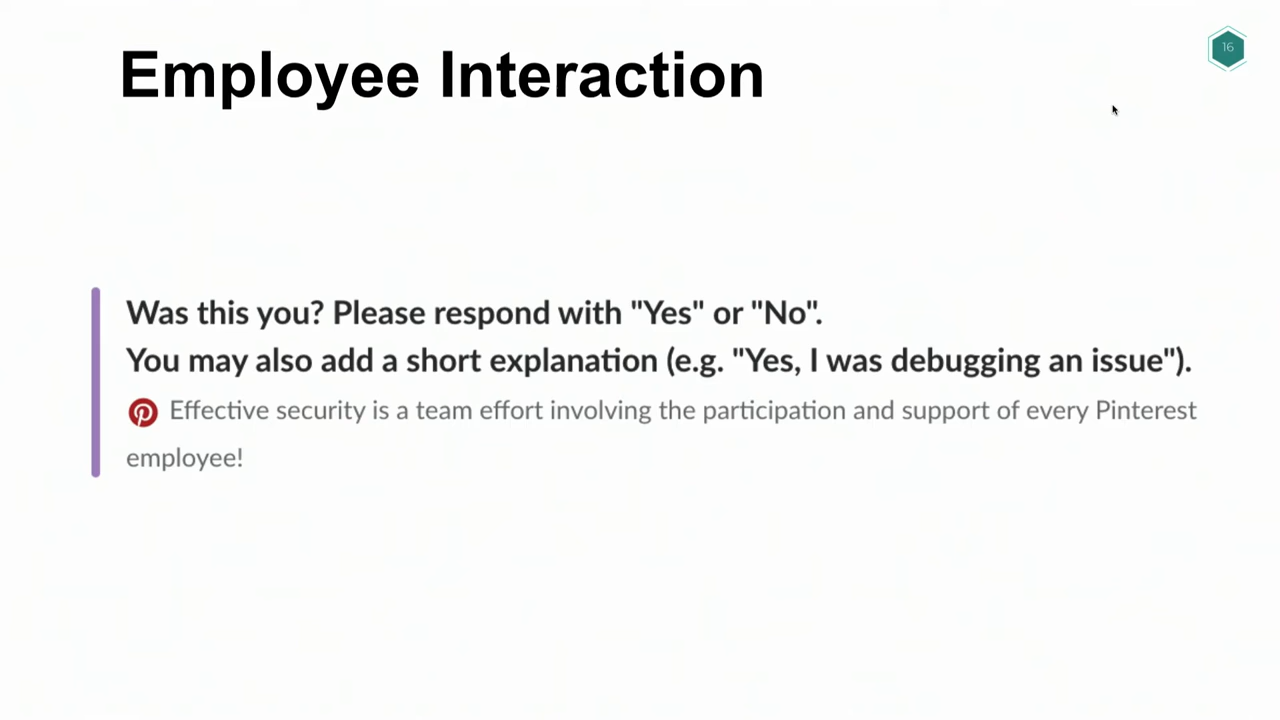 Employee Interaction
16
Was this you? Please respond with "Yes" or "No".
You may also add a short explanation (e.g. "Yes, I was debugging an issue").
Effective security is a team effort involving the participation and support of every Pinterest
employee!